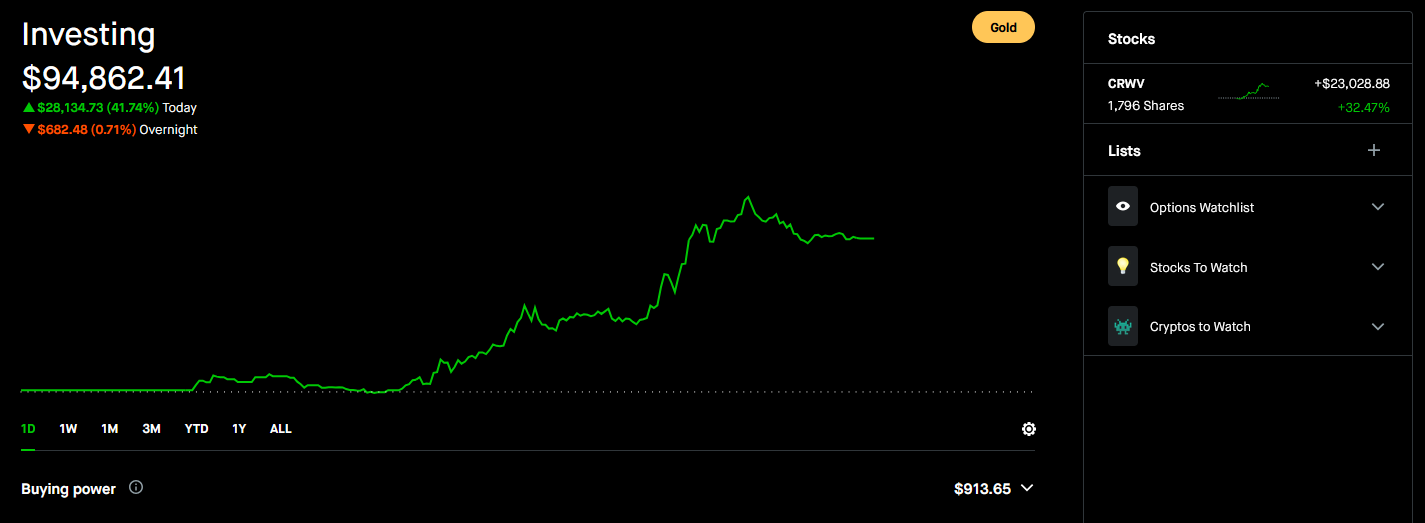 Investing
Gold
$94,862.41
▲ $28,134.73 (41.74%) Today
▼ $682.48 (0.71%) Overnight
1D 1W 1M 3M YTD 1Y ALL
Buying power
$913.65
Stocks
CRWV +$23,028.88
1,796 Shares +32.47%
Lists
Options Watchlist
Stocks To Watch
Cryptos to Watch